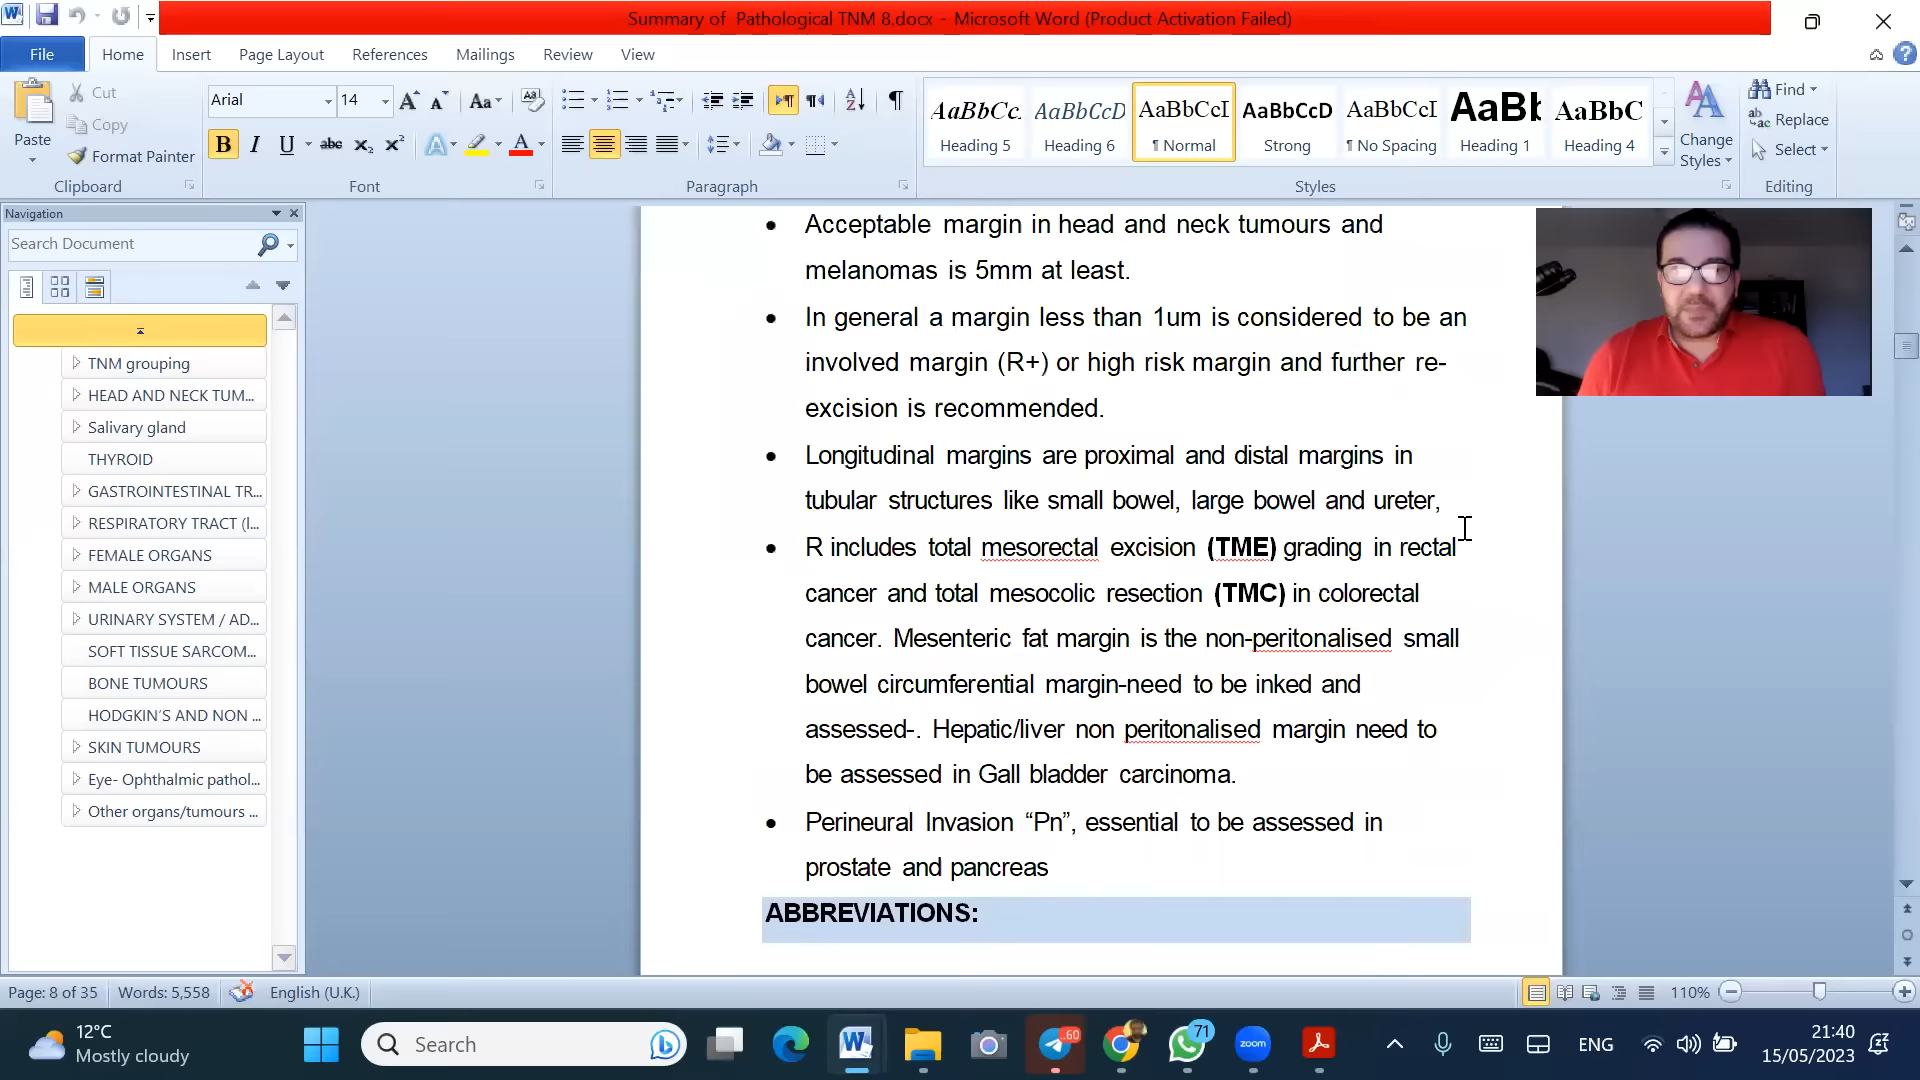 Summary of Pathological TNM 8.docx - Microsoft Word (Product Activation Failed)
File Home Insert Page Layout References Mailings Review View
Paste
Cut
Copy
Format Painter
Clipboard
Arial 14
B I U abc x₂ x² A A
Font
Paragraph
AaBbCc. AaBbCcD AaBbCcI AaBbCcD AaBbCcI AaBb AaBbC
Heading 5 Heading 6 ¶ Normal Strong ¶ No Spacing Heading 1 Heading 4
Styles
Change Styles
Find
Replace
Select
Editing
Navigation
Search Document
TNM grouping
HEAD AND NECK TUM...
Salivary gland
THYROID
GASTROINTESTINAL TR...
RESPIRATORY TRACT (l...
FEMALE ORGANS
MALE ORGANS
URINARY SYSTEM / AD...
SOFT TISSUE SARCOM...
BONE TUMOURS
HODGKIN'S AND NON ...
SKIN TUMOURS
Eye- Ophthalmic pathol...
Other organs/tumours ...
• Acceptable margin in head and neck tumours and
melanomas is 5mm at least.
• In general a margin less than 1um is considered to be an
involved margin (R+) or high risk margin and further re-
excision is recommended.
• Longitudinal margins are proximal and distal margins in
tubular structures like small bowel, large bowel and ureter,
• R includes total mesorectal excision (TME) grading in rectal
cancer and total mesocolic resection (TMC) in colorectal
cancer. Mesenteric fat margin is the non-peritonalised small
bowel circumferential margin-need to be inked and
assessed-. Hepatic/liver non peritonalised margin need to
be assessed in Gall bladder carcinoma.
• Perineural Invasion “Pn”, essential to be assessed in
prostate and pancreas
ABBREVIATIONS:
Page: 8 of 35 Words: 5,558 English (U.K.) 110%
12°C
Mostly cloudy
Search
60
71
zoom
ENG
21:40
15/05/2023